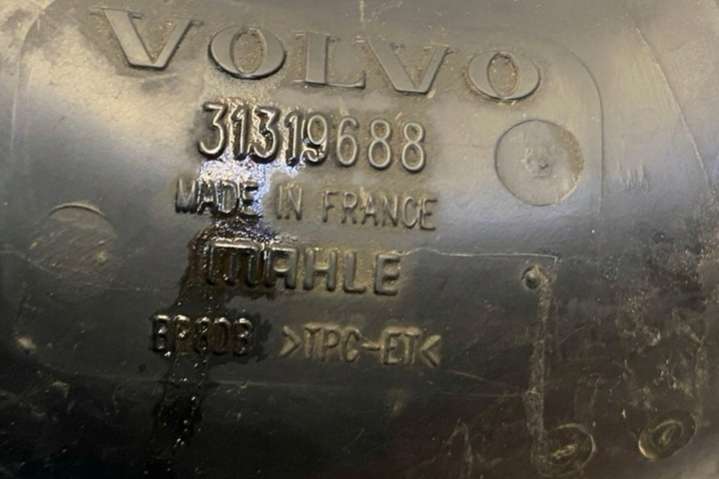 VOLVO
31319688
MADE IN FRANCE
MAHLE
>TPC-ET<